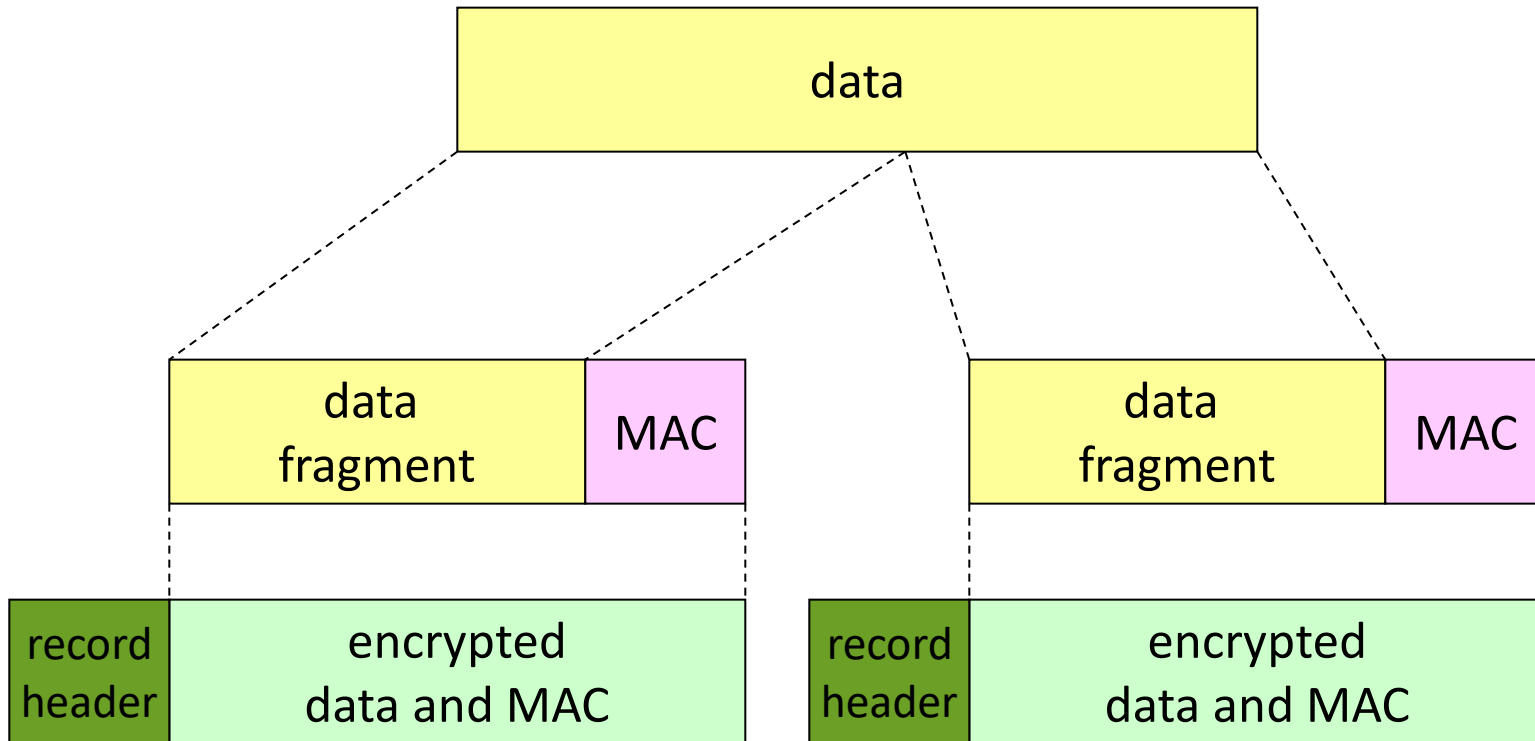 data
data
fragment
MAC
data
fragment
MAC
record
header
encrypted
data and MAC
record
header
encrypted
data and MAC